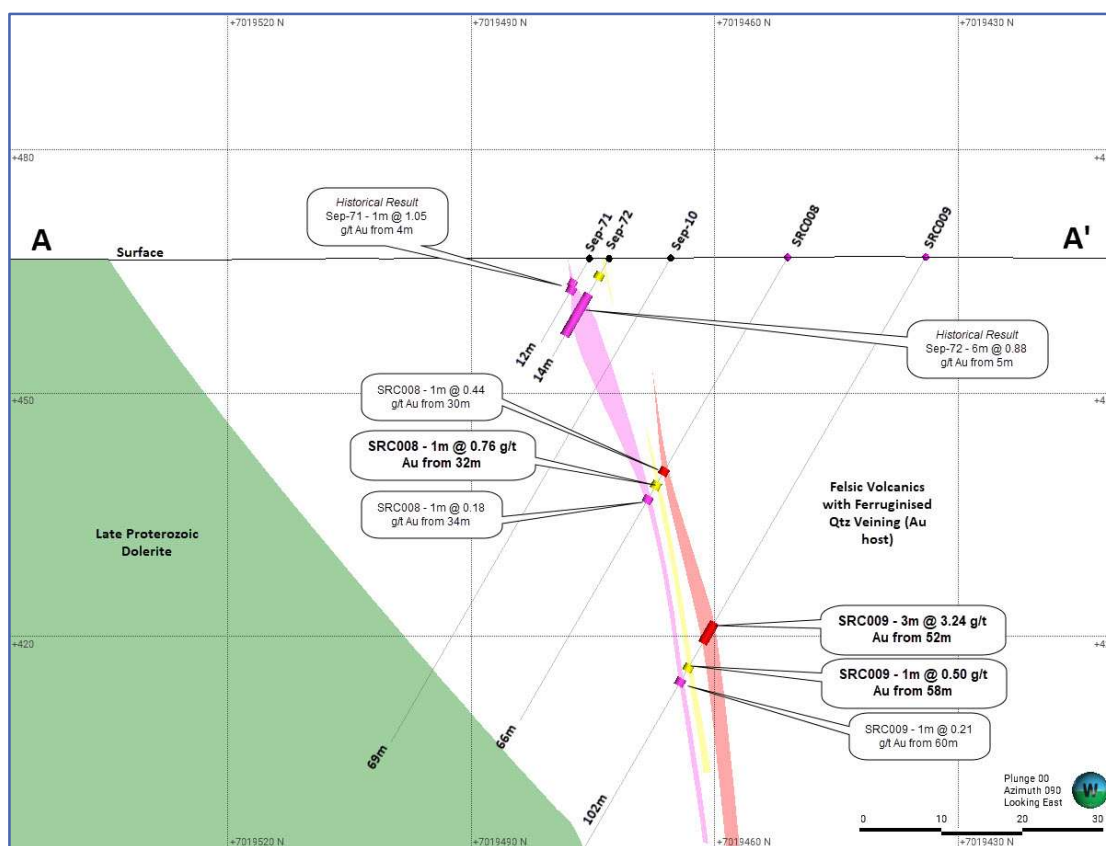 +7019520 N
+7019490 N
+7019460 N
+7019430 N
+480
+4
Historical Result
Sep-71 - 1m @ 1.05
g/t Au from 4m
Sep-71
Sep-72
Sep-10
SRC008
SRC009
A
Surface
A'
12m
14m
Historical Result
Sep-72 - 6m @ 0.88
g/t Au from 5m
+450
+4
SRC008 - 1m @ 0.44
g/t Au from 30m
SRC008 - 1m @ 0.76 g/t
Au from 32m
SRC008 - 1m @ 0.18
g/t Au from 34m
Felsic Volcanics
with Ferruginised
Qtz Veining (Au
host)
Late Proterozoic
Dolerite
SRC009 - 3m @ 3.24 g/t
Au from 52m
+420
+4
SRC009 - 1m @ 0.50 g/t
Au from 58m
SRC009 - 1m @ 0.21
g/t Au from 60m
69m
66m
102m
Plunge 00
Azimuth 090
Looking East
W
0
10
20
30
+7019520 N
+7019490 N
+7019460 N
+7019430 N